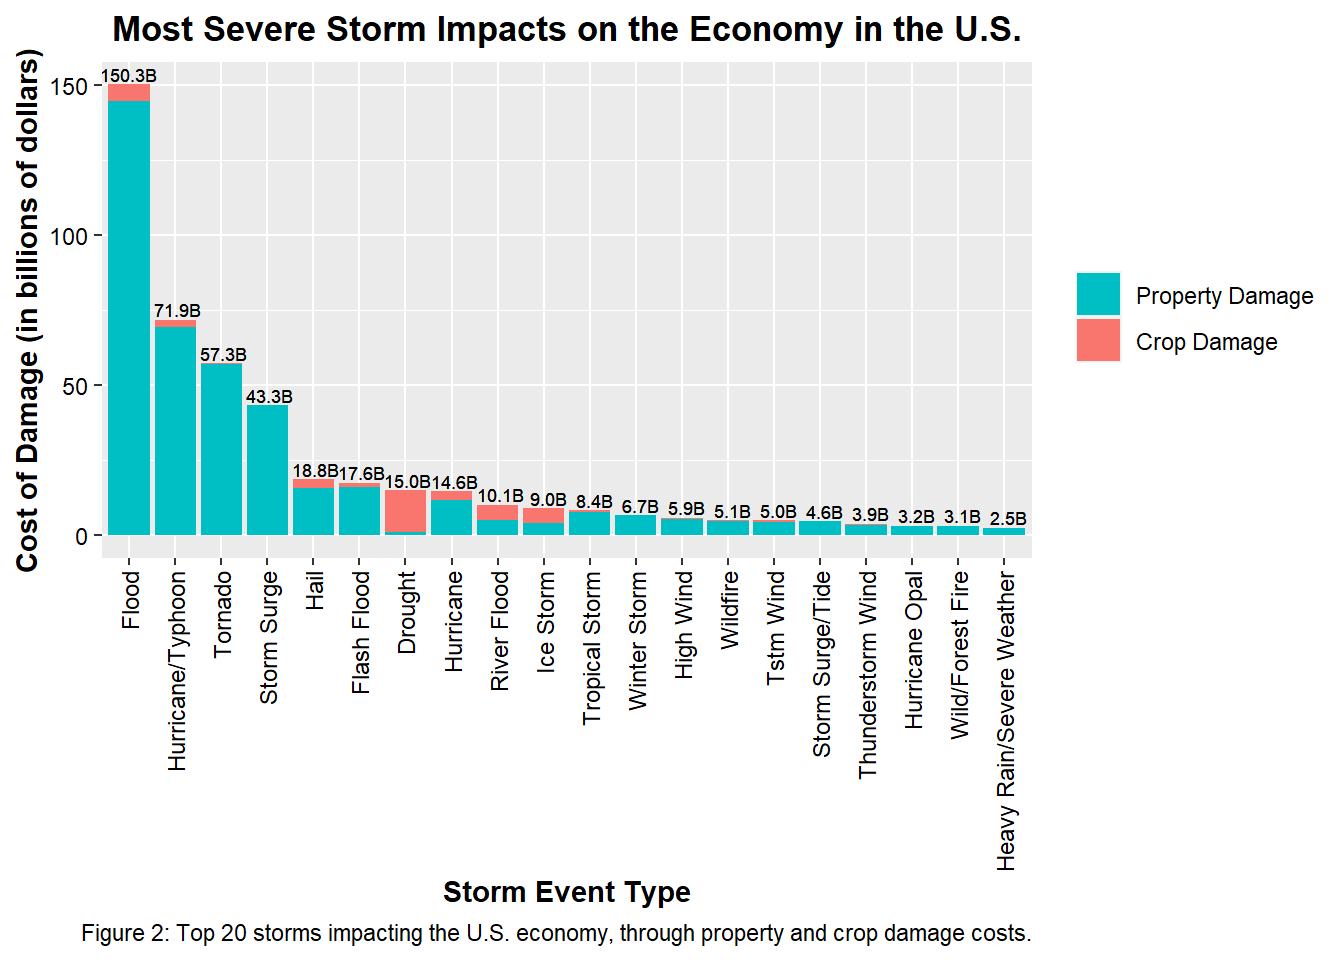 Most Severe Storm Impacts on the Economy in the U.S.
Cost of Damage (in billions of dollars)
150
100
50
0
150.3B
71.9B
57.3B
43.3B
18.8B
17.6B
15.0B
14.6B
10.1B
9.0B
8.4B
6.7B
5.9B
5.1B
5.0B
4.6B
3.9B
3.2B
3.1B
2.5B
Property Damage
Crop Damage
Flood
Hurricane/Typhoon
Tornado
Storm Surge
Hail
Flash Flood
Drought
Hurricane
River Flood
Ice Storm
Tropical Storm
Winter Storm
High Wind
Wildfire
Tstm Wind
Storm Surge/Tide
Thunderstorm Wind
Hurricane Opal
Wild/Forest Fire
Heavy Rain/Severe Weather
Storm Event Type
Figure 2: Top 20 storms impacting the U.S. economy, through property and crop damage costs.